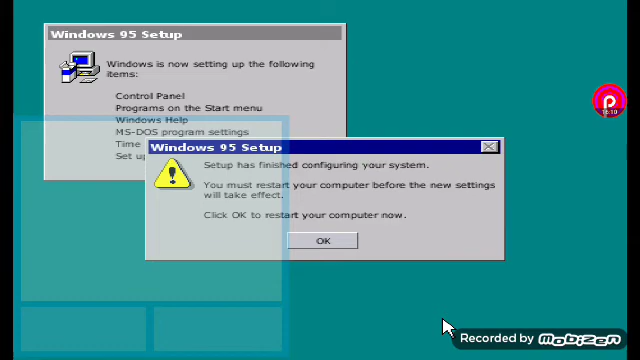 Windows 95 Setup
Windows is now setting up the following
items:
Control Panel
Programs on the Start menu
Windows Help
MS-DOS program settings
Time
Set up
Windows 95 Setup
Setup has finished configuring your system.
You must restart your computer before the new settings
will take effect.
Click OK to restart your computer now.
OK
16:10
Recorded by mobizen